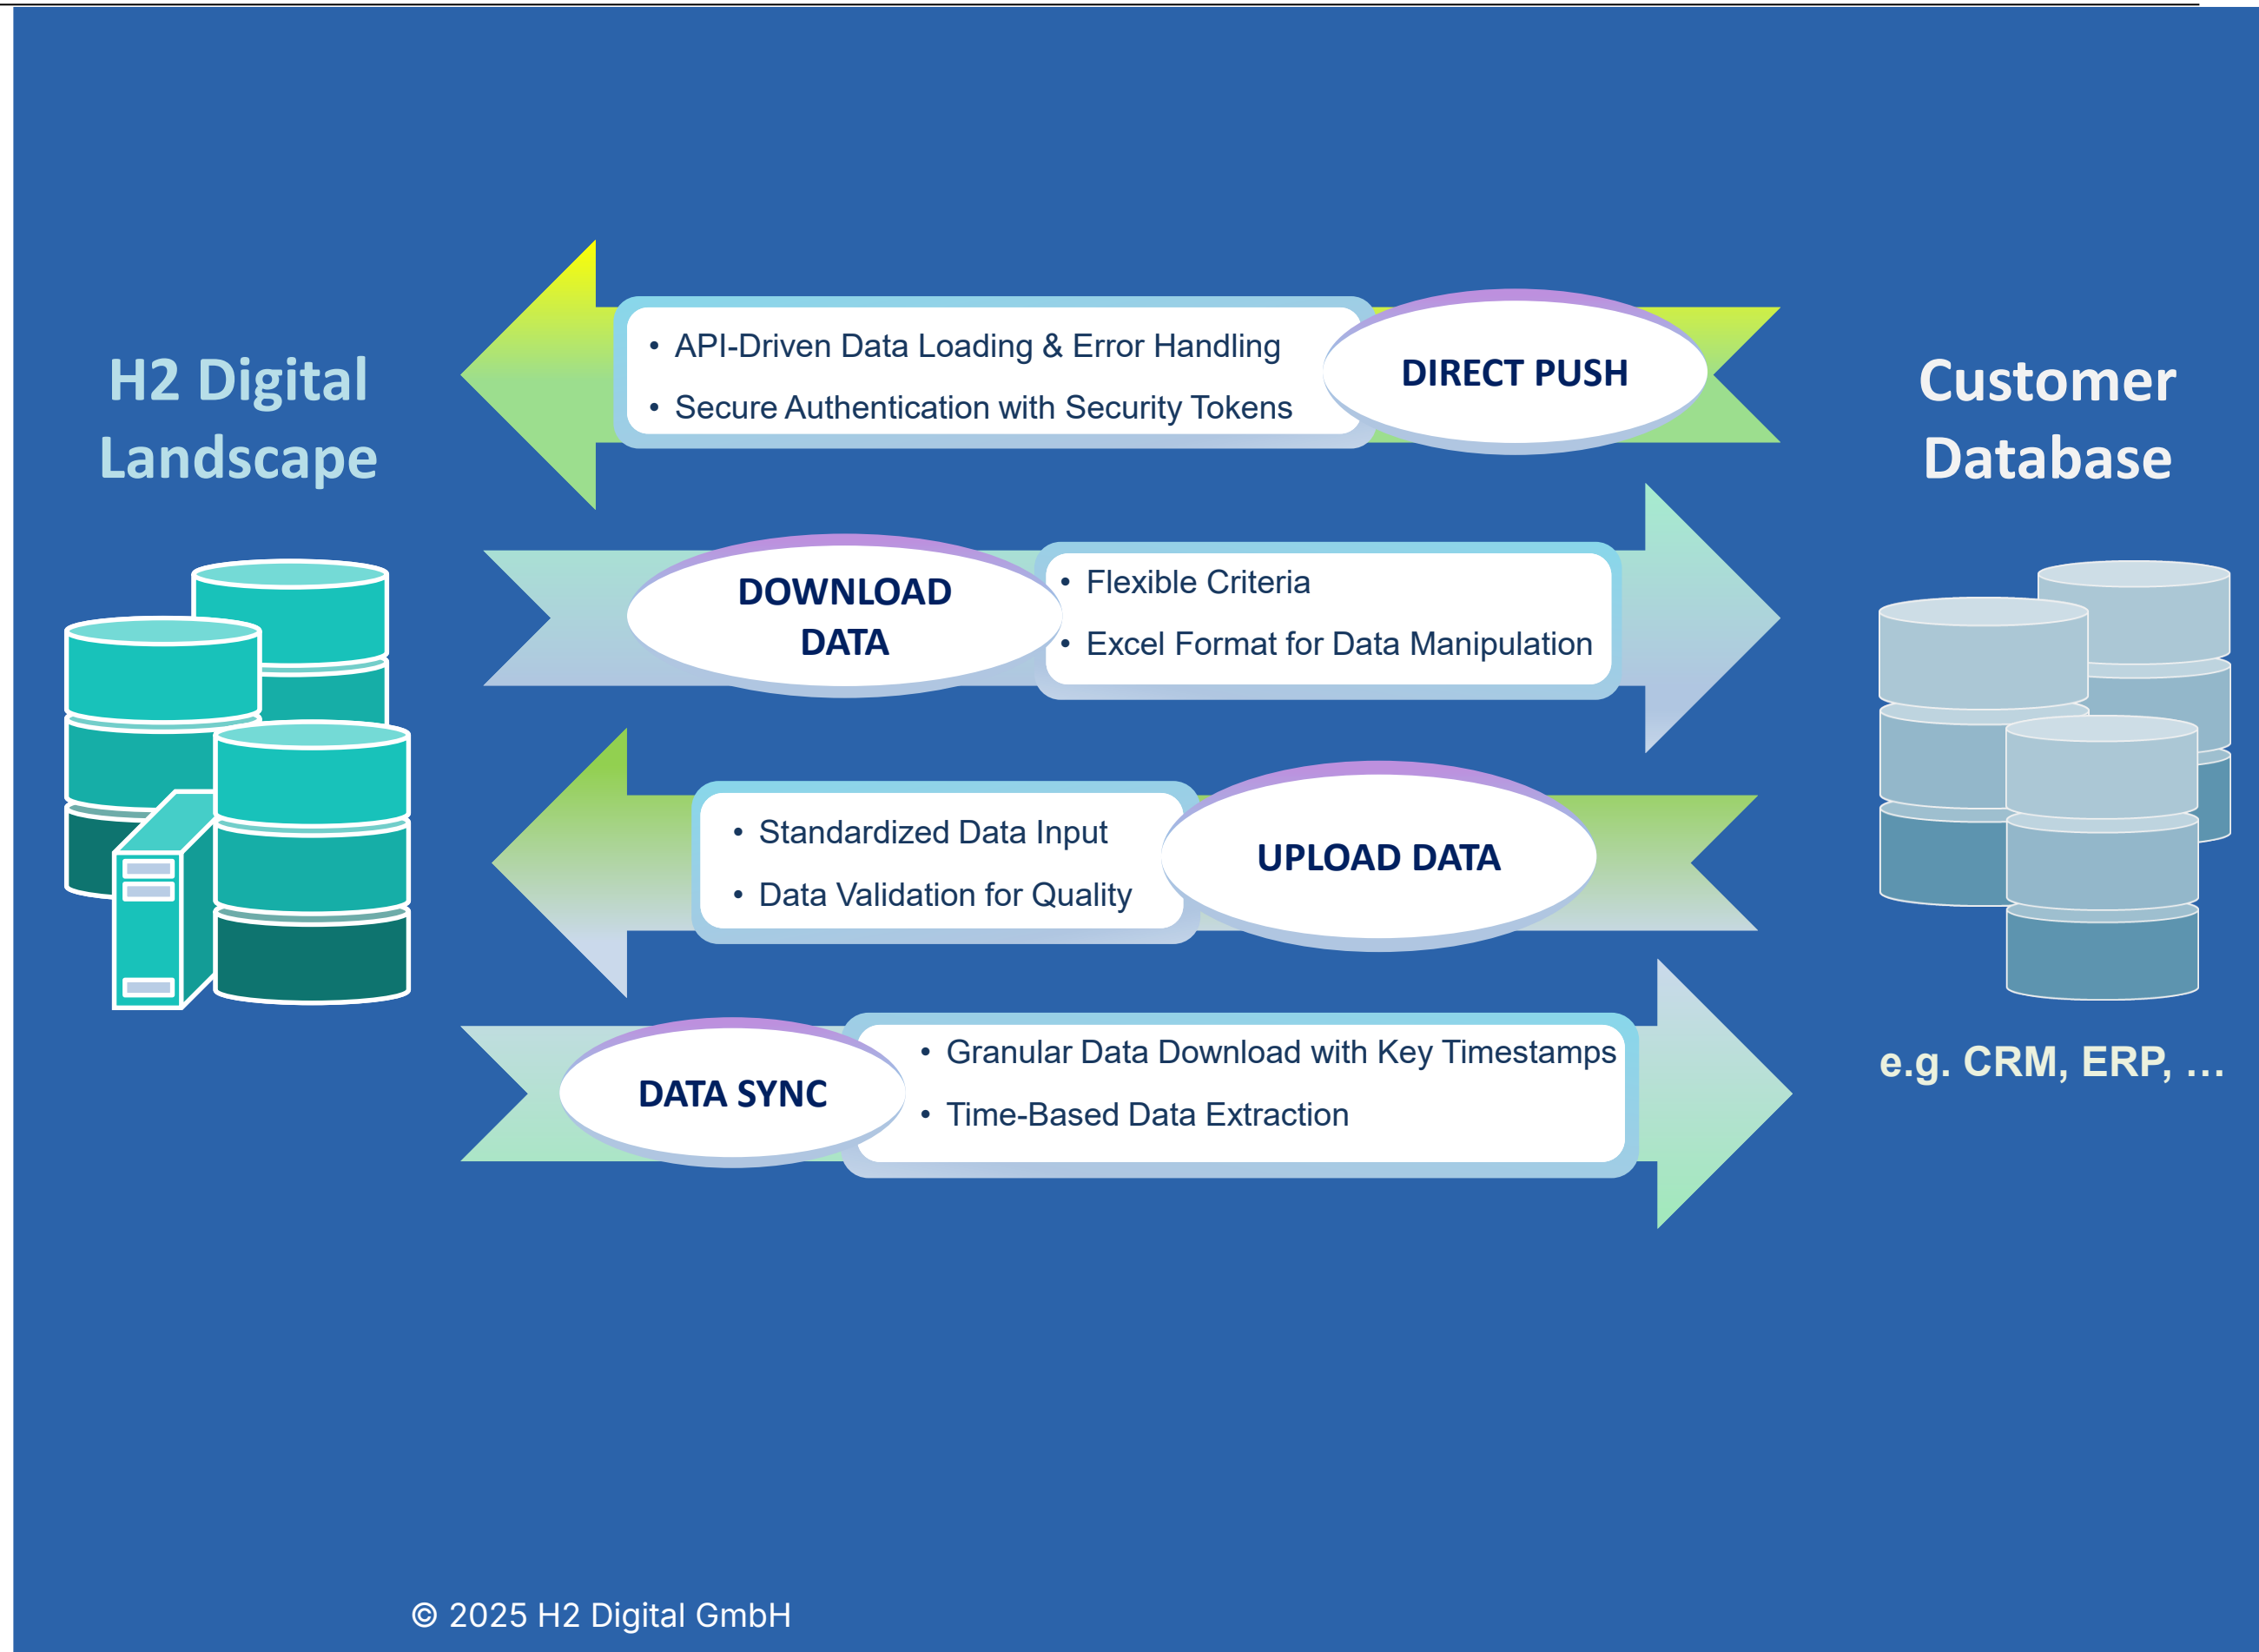 H2 Digital
Landscape
• API-Driven Data Loading & Error Handling
• Secure Authentication with Security Tokens
DIRECT PUSH
Customer
Database
DOWNLOAD
DATA
• Flexible Criteria
• Excel Format for Data Manipulation
• Standardized Data Input
• Data Validation for Quality
UPLOAD DATA
DATA SYNC
• Granular Data Download with Key Timestamps
• Time-Based Data Extraction
e.g. CRM, ERP, …
© 2025 H2 Digital GmbH